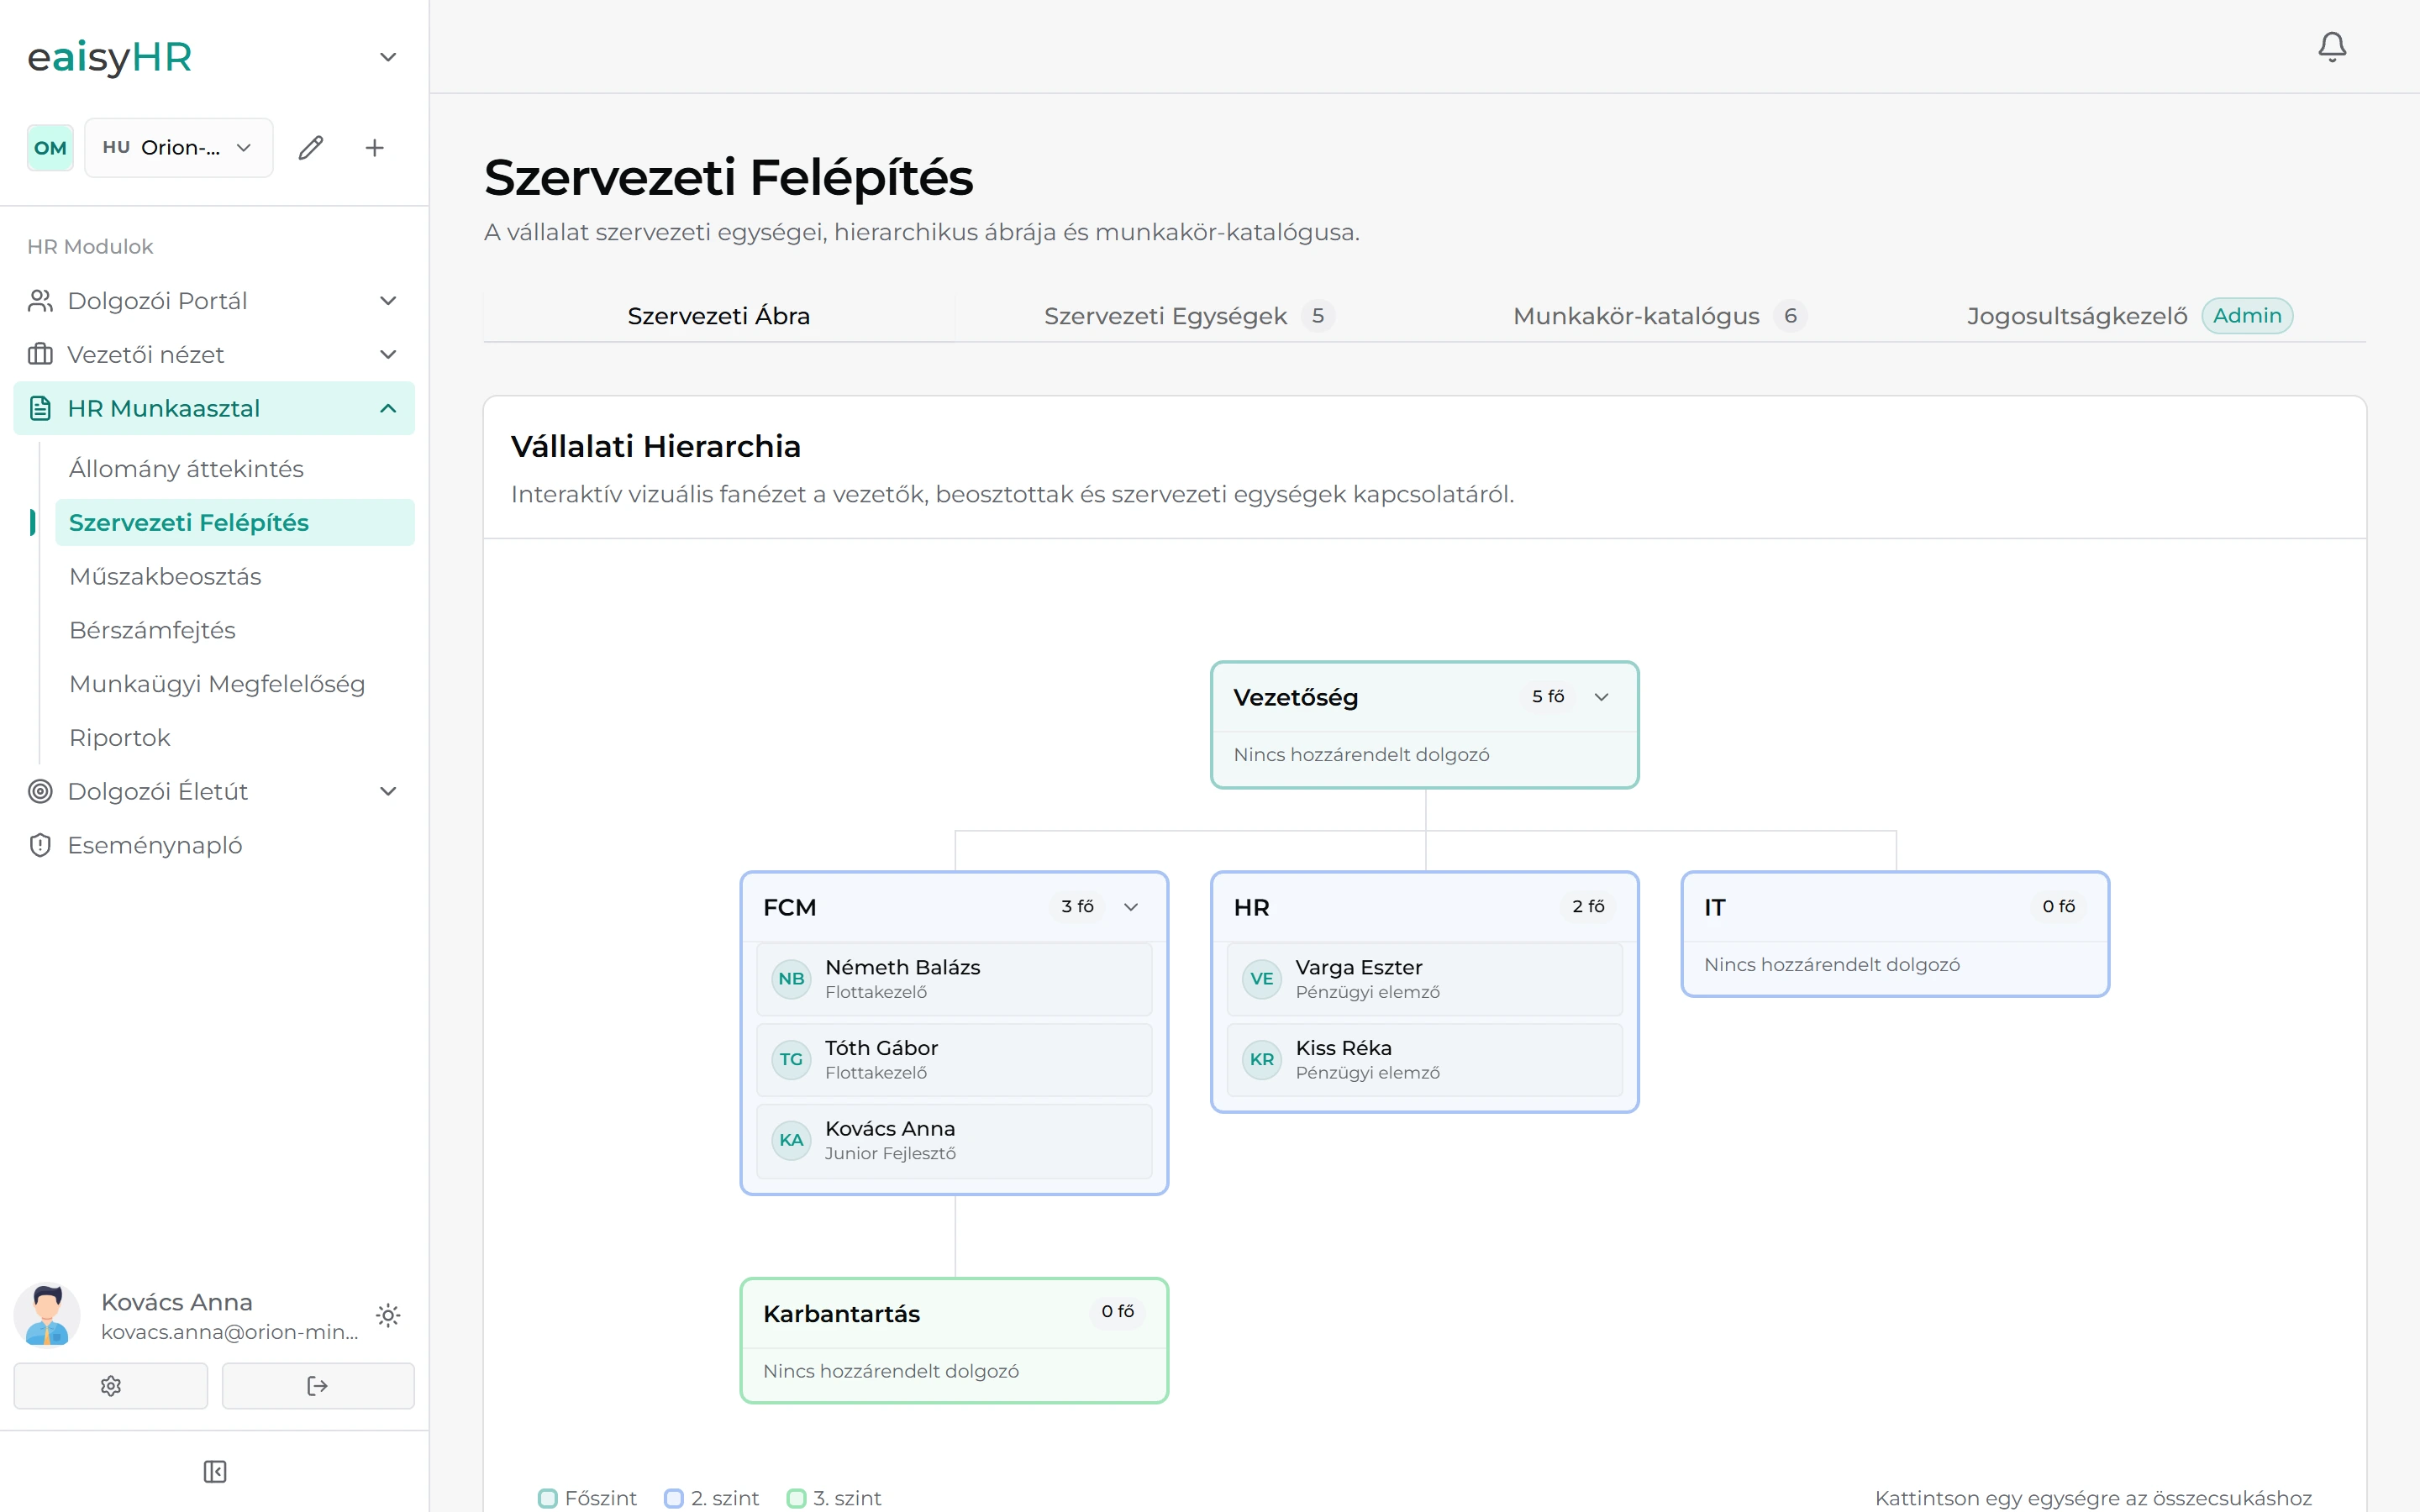 eaisyHR
OM HU Orion-...
HR Modulok
Dolgozói Portál
Vezetői nézet
HR Munkaasztal
Állomány áttekintés
Szervezeti Felépítés
Műszakbeosztás
Bérszámfejtés
Munkaügyi Megfelelőség
Riportok
Dolgozói Életút
Eseménynapló
Kovács Anna
kovacs.anna@orion-min...
Szervezeti Felépítés
A vállalat szervezeti egységei, hierarchikus ábrája és munkakör-katalógusa.
Szervezeti Ábra
Szervezeti Egységek 5
Munkakör-katalógus 6
Jogosultságkezelő Admin
Vállalati Hierarchia
Interaktív vizuális fanézet a vezetők, beosztottak és szervezeti egységek kapcsolatáról.
Vezetőség 5 fő
Nincs hozzárendelt dolgozó
FCM 3 fő
NB Németh Balázs
Flottakezelő
TG Tóth Gábor
Flottakezelő
KA Kovács Anna
Junior Fejlesztő
HR 2 fő
VE Varga Eszter
Pénzügyi elemző
KR Kiss Réka
Pénzügyi elemző
IT 0 fő
Nincs hozzárendelt dolgozó
Karbantartás 0 fő
Nincs hozzárendelt dolgozó
Főszint 2. szint 3. szint
Kattintson egy egységre az összecsukáshoz